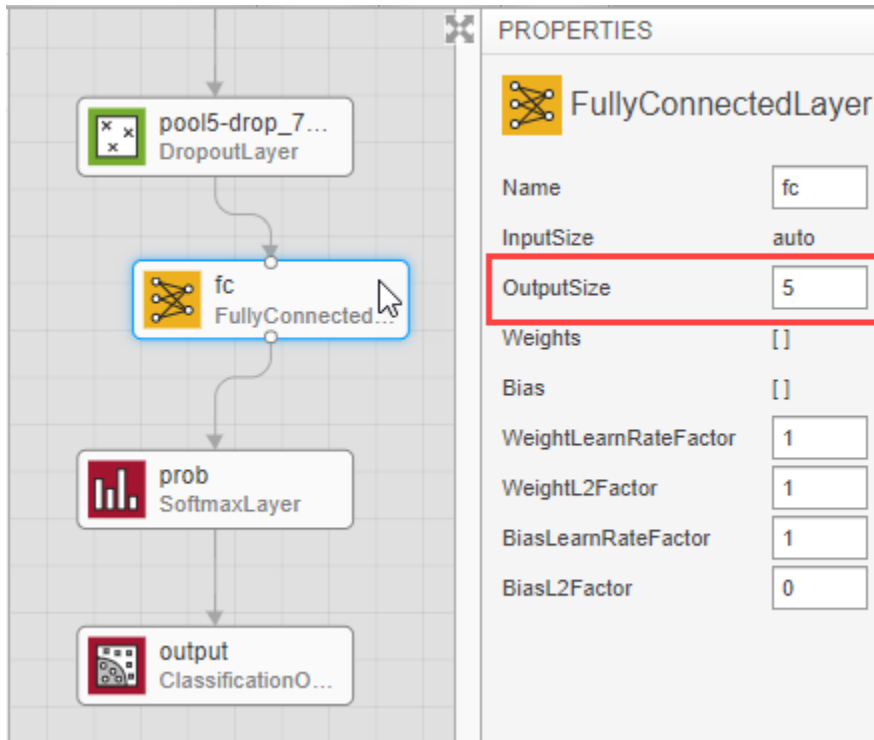 pool5-drop_7...
DropoutLayer
fc
FullyConnected...
prob
SoftmaxLayer
output
ClassificationO...
PROPERTIES
FullyConnectedLayer
Name fc
InputSize auto
OutputSize 5
Weights [ ]
Bias [ ]
WeightLearnRateFactor 1
WeightL2Factor 1
BiasLearnRateFactor 1
BiasL2Factor 0